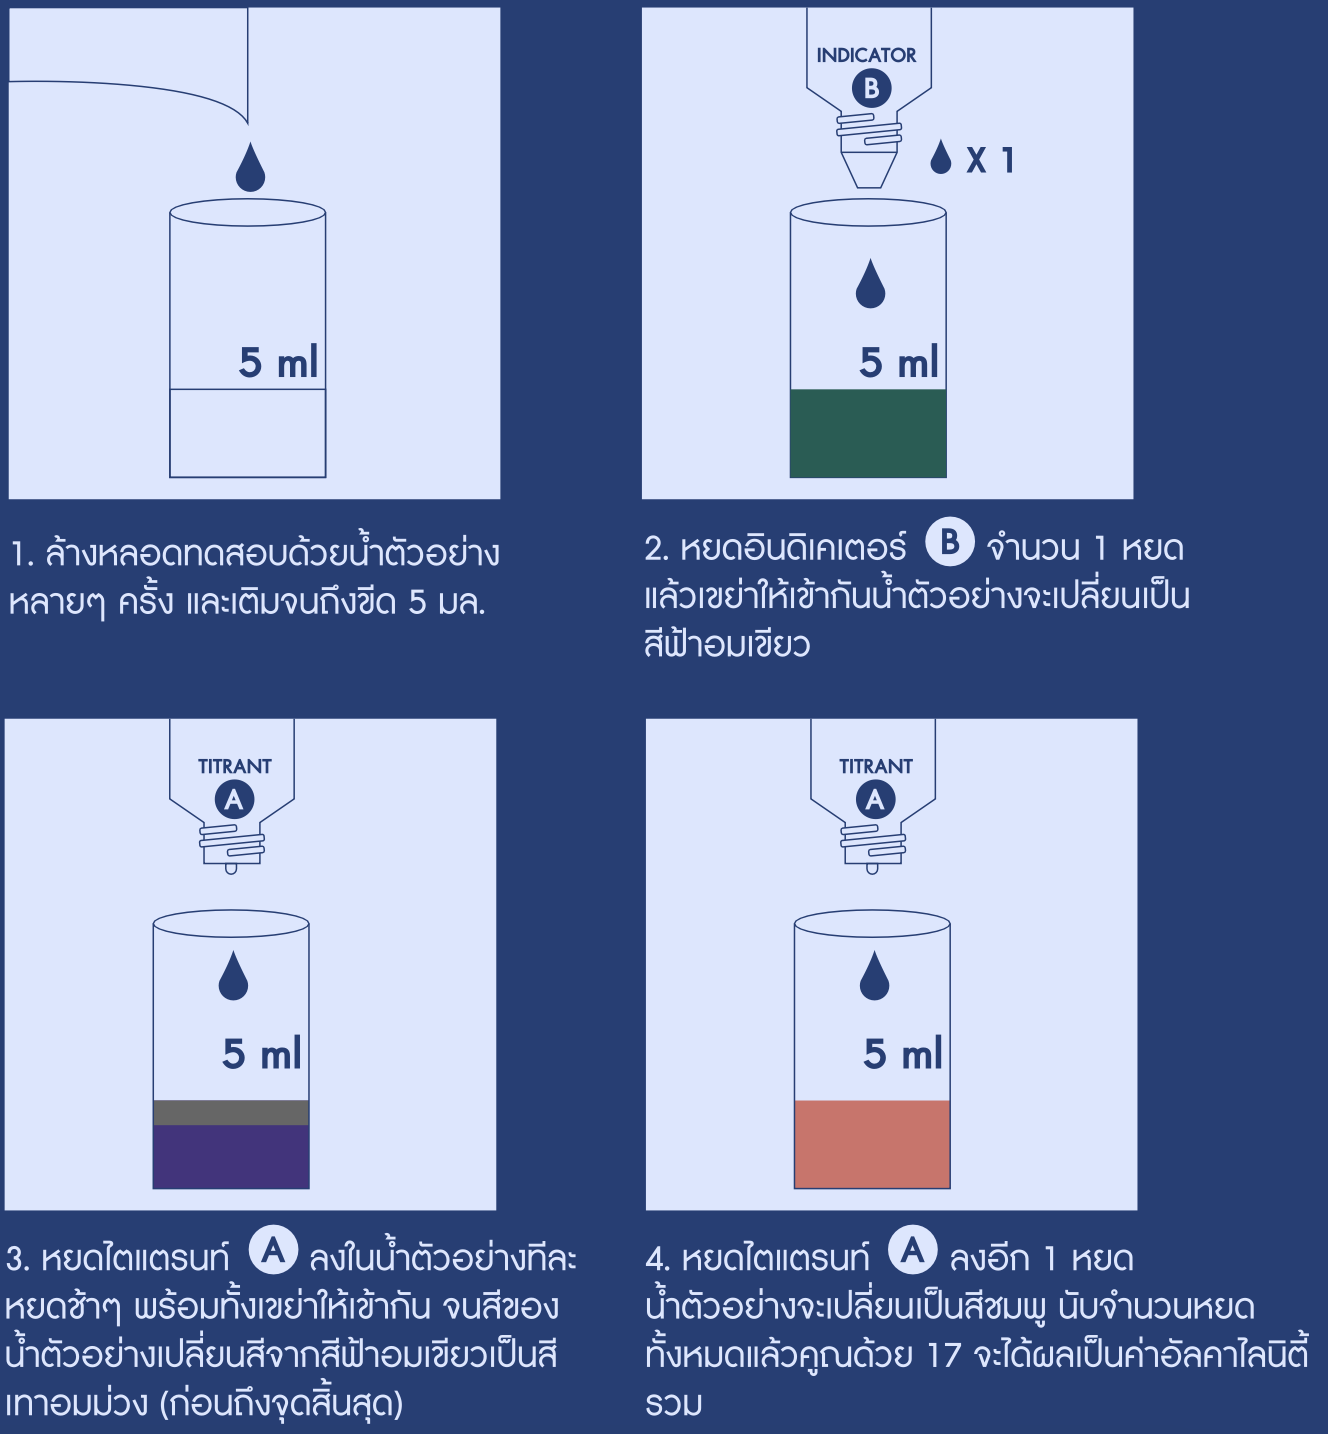 5 ml
INDICATOR
B
X 1
5 ml
1. ล้างหลอดทดสอบด้วยน้ำตัวอย่าง
หลายๆ ครั้ง และเติมจนถึงขีด 5 มล.
2. หยดอินดิเคเตอร์ B จำนวน 1 หยด
แล้วเขย่าให้เข้ากันน้ำตัวอย่างจะเปลี่ยนเป็น
สีฟ้าอมเขียว
TITRANT
A
5 ml
TITRANT
A
5 ml
3. หยดไตแตรนท์ A ลงในน้ำตัวอย่างทีละ
หยดช้าๆ พร้อมทั้งเขย่าให้เข้ากัน จนสีของ
น้ำตัวอย่างเปลี่ยนสีจากสีฟ้าอมเขียวเป็นสี
เทาอมม่วง (ก่อนถึงจุดสิ้นสุด)
4. หยดไตแตรนท์ A ลงอีก 1 หยด
น้ำตัวอย่างจะเปลี่ยนเป็นสีชมพู นับจำนวนหยด
ทั้งหมดแล้วคูณด้วย 17 จะได้ผลเป็นค่าอัลคาไลนิตี้
รวม